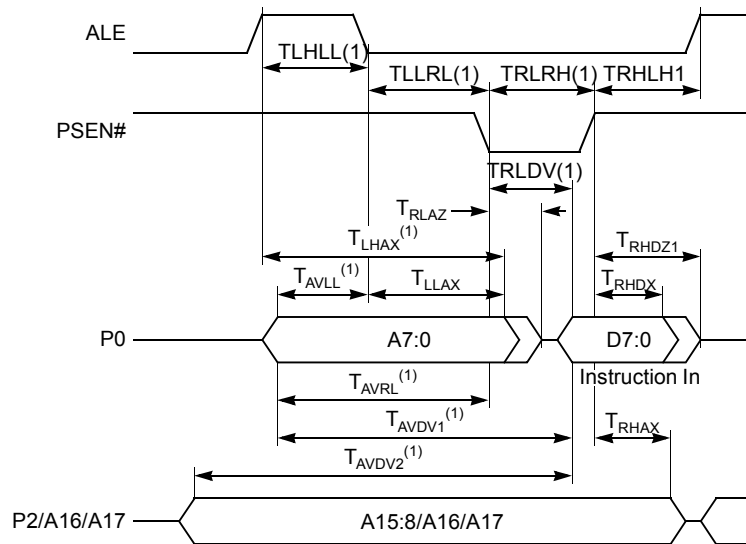 ALE
TLHLL(1)
TLLRL(1) TRLRH(1) TRHLH1
PSEN#
TRLDV(1)
TRLAZ
TLHAX(1)
TRHDZ1
TAVLL(1) TLLAX TRHDX
P0 A7:0 D7:0
Instruction In
TAVRL(1)
TAVDV1(1)
TRHAX
TAVDV2(1)
P2/A16/A17 A15:8/A16/A17